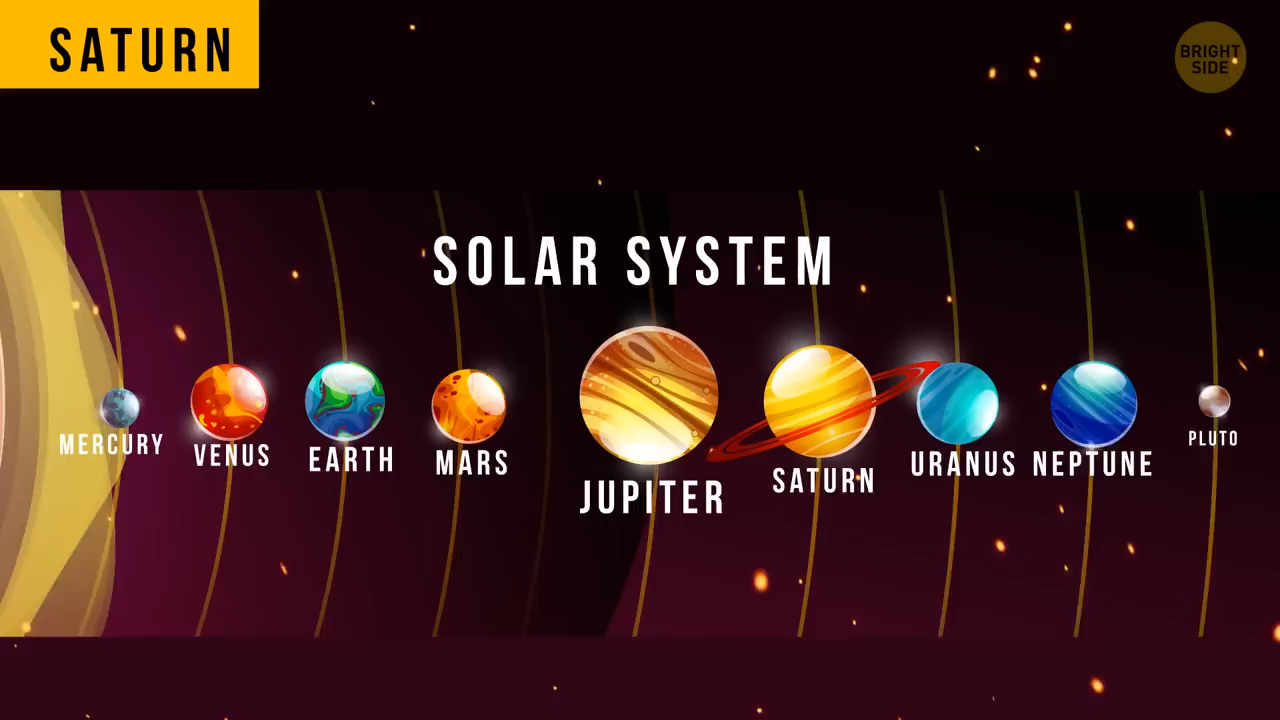 SATURN
BRIGHT
SIDE
SOLAR SYSTEM
MERCURY
VENUS
EARTH
MARS
JUPITER
SATURN
URANUS
NEPTUNE
PLUTO